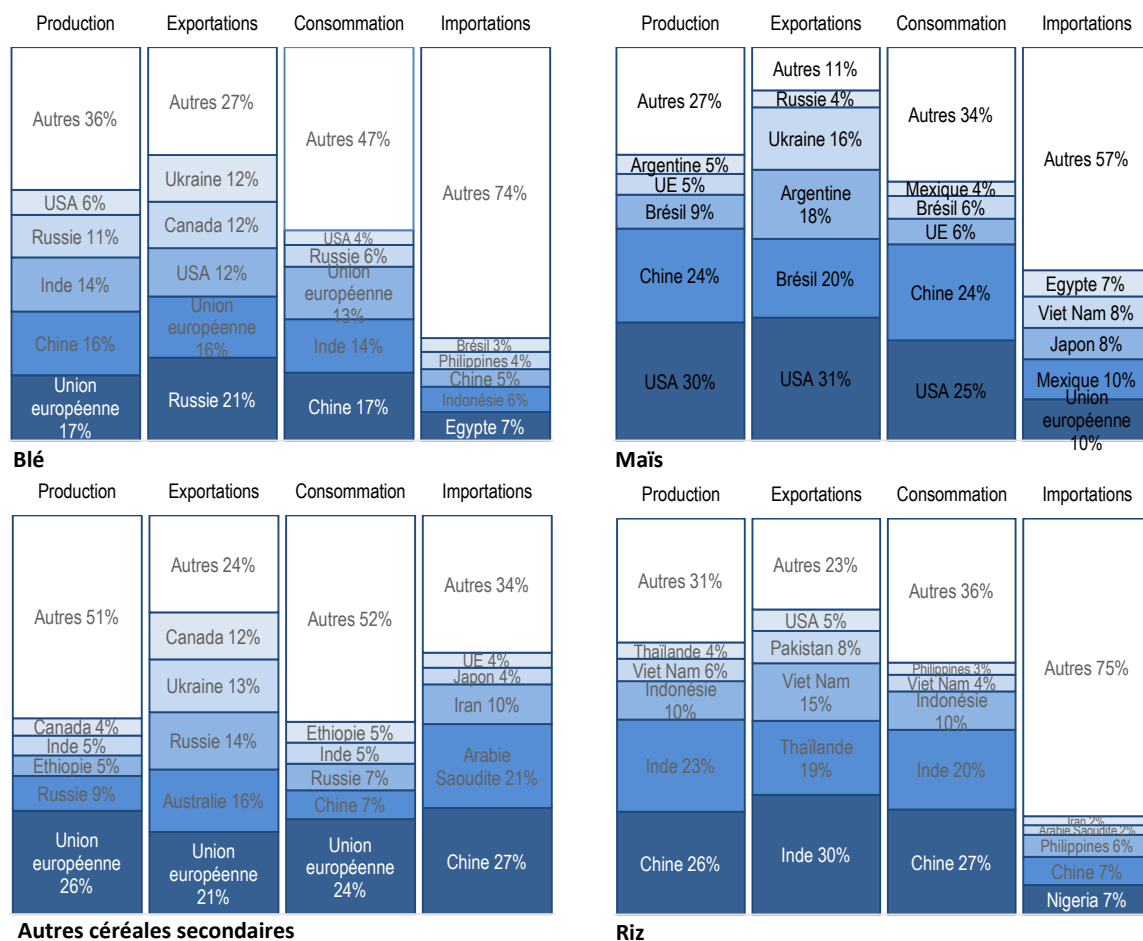 Production
Exportations
Consommation
Importations
Autres 36%
USA 6%
Russie 11%
Inde 14%
Chine 16%
Union
européenne
17%
Autres 27%
Ukraine 12%
Canada 12%
USA 12%
Union
européenne
16%
Russie 21%
Autres 47%
USA 4%
Russie 6%
Union
européenne
13%
Inde 14%
Chine 17%
Autres 74%
Brésil 3%
Philippines 4%
Chine 5%
Indonésie 6%
Egypte 7%
Blé
Production
Exportations
Consommation
Importations
Autres 27%
Argentine 5%
UE 5%
Brésil 9%
Chine 24%
USA 30%
Autres 11%
Russie 4%
Ukraine 16%
Argentine
18%
Brésil 20%
USA 31%
Autres 34%
Mexique 4%
Brésil 6%
UE 6%
Chine 24%
USA 25%
Autres 57%
Egypte 7%
Viet Nam 8%
Japon 8%
Mexique 10%
Union
européenne
10%
Maïs
Production
Exportations
Consommation
Importations
Autres 51%
Canada 4%
Inde 5%
Ethiopie 5%
Russie 9%
Union
européenne
26%
Autres 24%
Canada 12%
Ukraine 13%
Russie 14%
Australie 16%
Union
européenne
21%
Autres 52%
Ethiopie 5%
Inde 5%
Russie 7%
Chine 7%
Union
européenne
24%
Autres 34%
UE 4%
Japon 4%
Iran 10%
Arabie
Saoudite 21%
Chine 27%
Autres céréales secondaires
Production
Exportations
Consommation
Importations
Autres 31%
Thaïlande 4%
Viet Nam 6%
Indonésie
10%
Inde 23%
Chine 26%
Autres 23%
USA 5%
Pakistan 8%
Viet Nam
15%
Thaïlande
19%
Inde 30%
Autres 36%
Philippines 3%
Viet Nam 4%
Indonésie
10%
Inde 20%
Chine 27%
Autres 75%
Iran 2%
Arabie Saoudite 2%
Philippines 6%
Chine 7%
Nigeria 7%
Riz